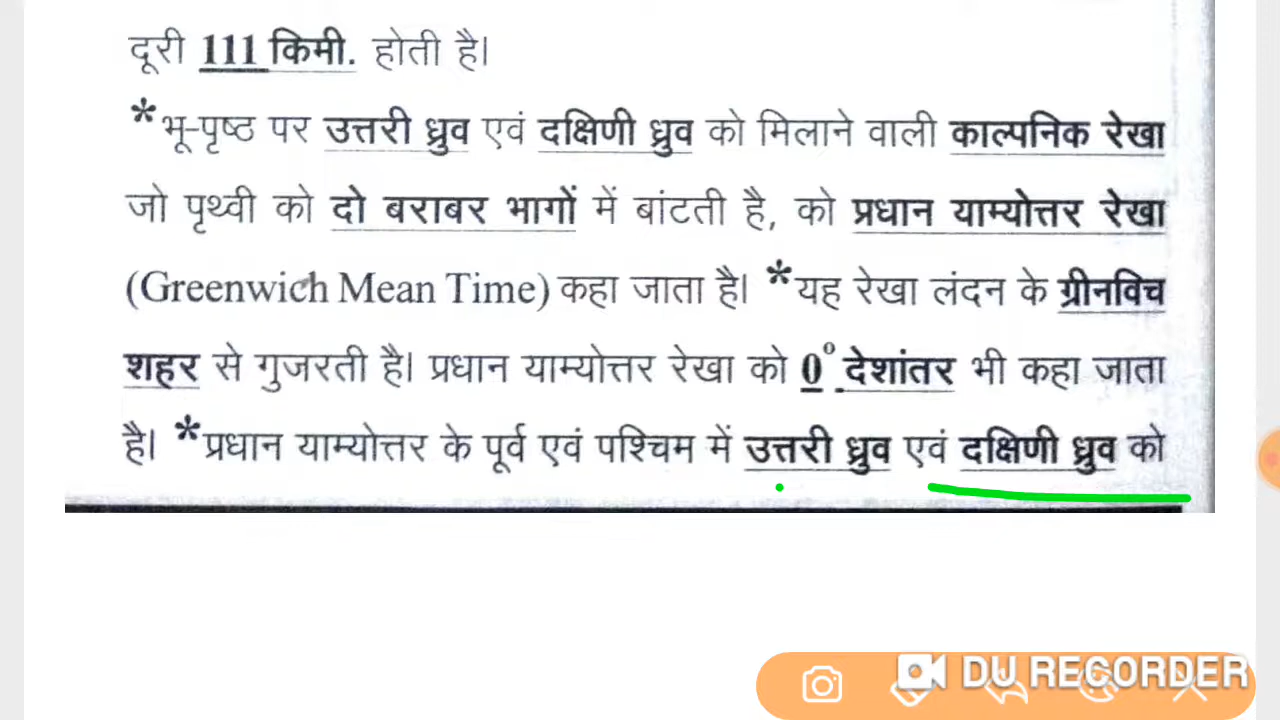 दूरी 111 किमी. होती है।
*भू-पृष्ठ पर उत्तरी ध्रुव एवं दक्षिणी ध्रुव को मिलाने वाली काल्पनिक रेखा
जो पृथ्वी को दो बराबर भागों में बांटती है, को प्रधान याम्योत्तर रेखा
(Greenwich Mean Time) कहा जाता है। *यह रेखा लंदन के ग्रीनविच
शहर से गुजरती है। प्रधान याम्योत्तर रेखा को 0° देशांतर भी कहा जाता
है। *प्रधान याम्योत्तर के पूर्व एवं पश्चिम में उत्तरी ध्रुव एवं दक्षिणी ध्रुव को
DU RECORDER